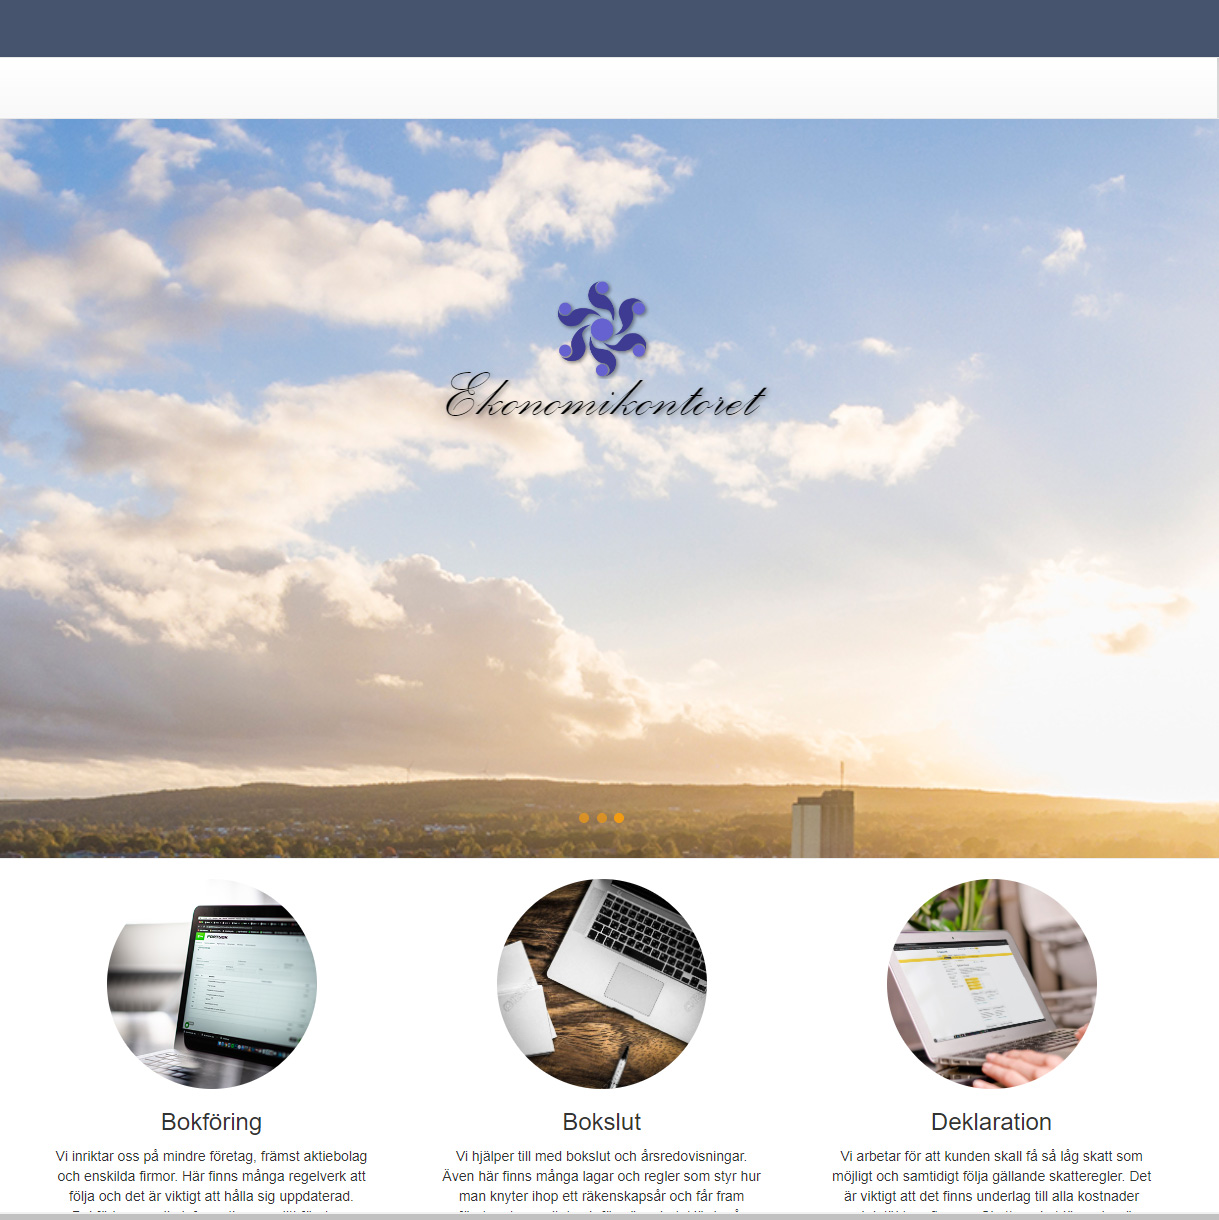 Ekonomikontoret
Bokföring
Bokslut
Deklaration
Vi inriktar oss på mindre företag, främst aktiebolag
och enskilda firmor. Här finns många regelverk att
följa och det är viktigt att hålla sig uppdaterad.
Vi hjälper till med bokslut och årsredovisningar.
Även här finns många lagar och regler som styr hur
man knyter ihop ett räkenskapsår och får fram
Vi arbetar för att kunden skall få så låg skatt som
möjligt och samtidigt följa gällande skatteregler. Det
är viktigt att det finns underlag till alla kostnader